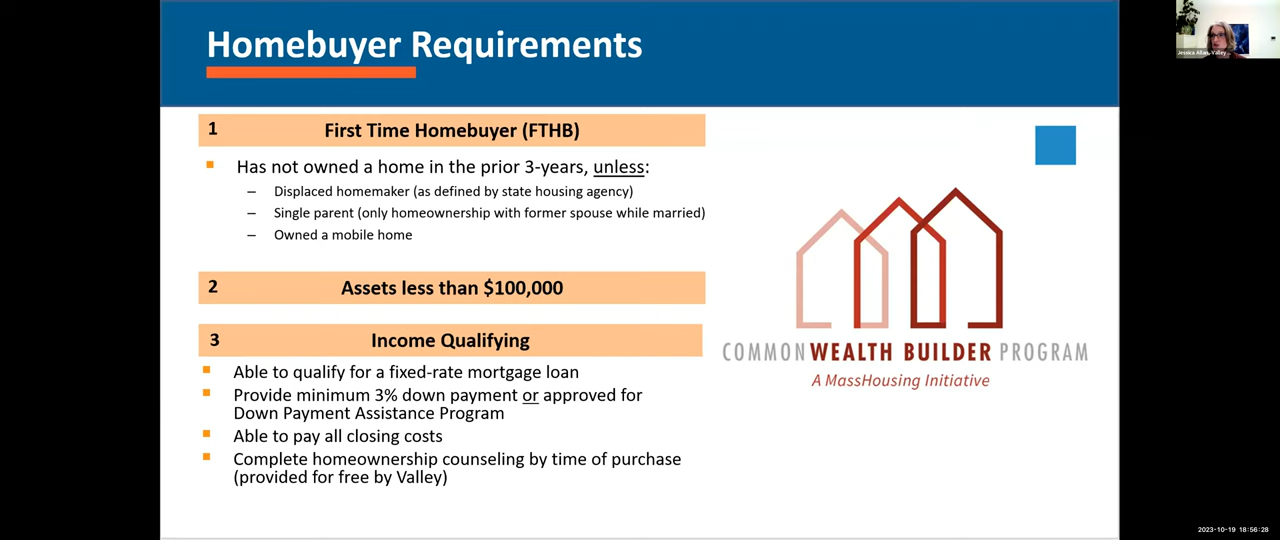 Homebuyer Requirements
1 First Time Homebuyer (FTHB)
Has not owned a home in the prior 3-years, unless:
– Displaced homemaker (as defined by state housing agency)
– Single parent (only homeownership with former spouse while married)
– Owned a mobile home
2 Assets less than $100,000
3 Income Qualifying
Able to qualify for a fixed-rate mortgage loan
Provide minimum 3% down payment or approved for
Down Payment Assistance Program
Able to pay all closing costs
Complete homeownership counseling by time of purchase
(provided for free by Valley)
COMMONWEALTH BUILDER PROGRAM
A MassHousing Initiative
Jessica Allan, Valley
2023-10-19 18:56:28